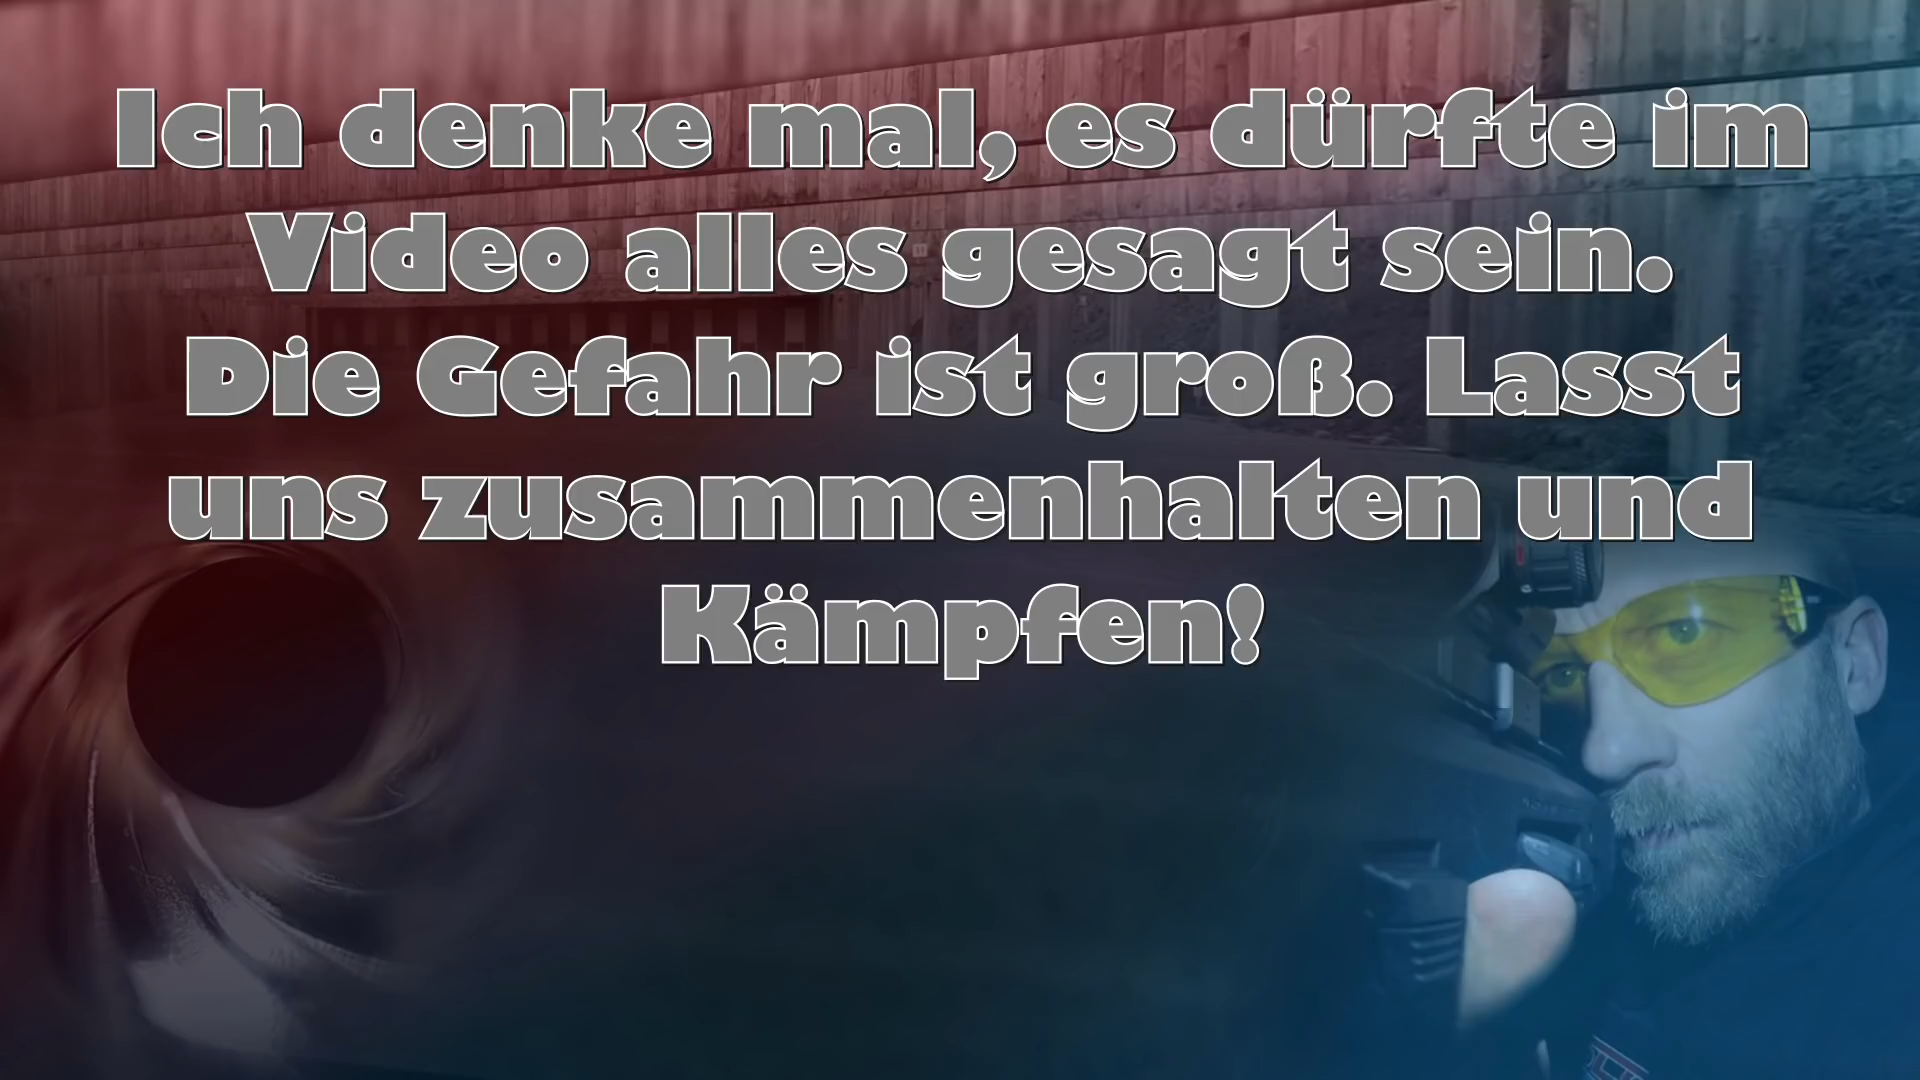 Ich denke mal, es dürfte im
Video alles gesagt sein.
Die Gefahr ist groß. Lasst
uns zusammenhalten und
Kämpfen!